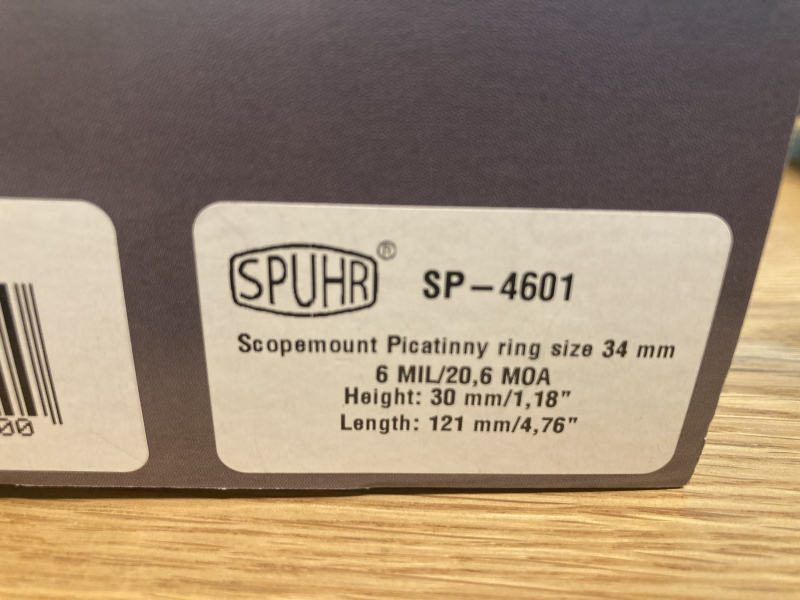 SPUHR®
SP-4601
Scopemount Picatinny ring size 34 mm
6 MIL/20,6 MOA
Height: 30 mm/1,18"
Length: 121 mm/4,76"
00